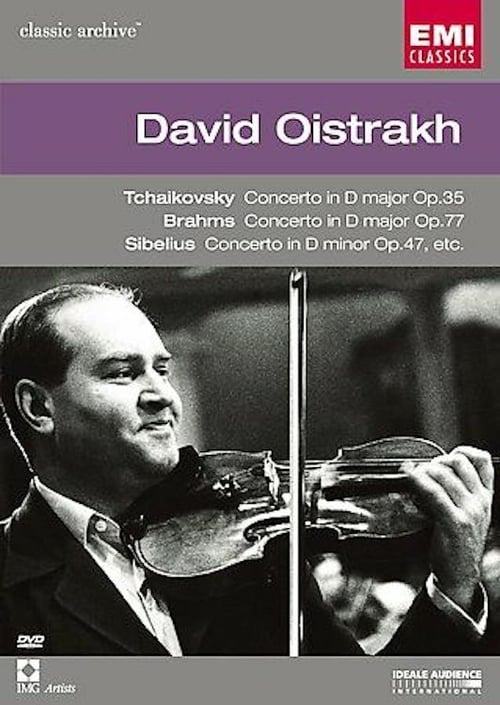 classic archive™
EMI
CLASSICS
David Oistrakh
Tchaikovsky Concerto in D major Op.35
Brahms Concerto in D major Op.77
Sibelius Concerto in D minor Op.47, etc.
DVD
IMG Artists
IDEALE AUDIENCE
INTERNATIONAL